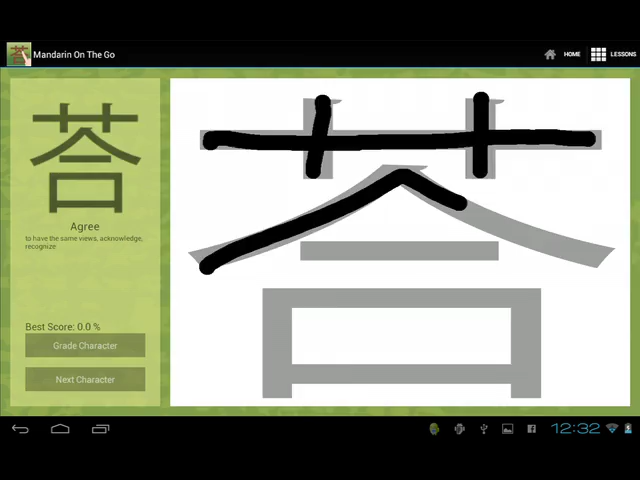 Mandarin On The Go
HOME
LESSONS
荅
Agree
to have the same views, acknowledge,
recognize
Best Score: 0.0 %
Grade Character
Next Character
荅
12:32